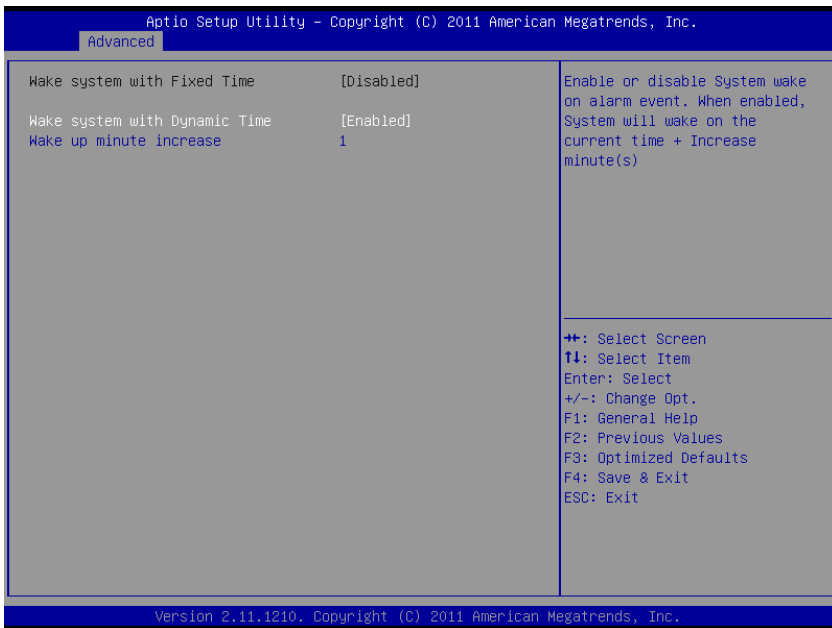 Aptio Setup Utility – Copyright (C) 2011 American Megatrends, Inc.
Advanced
Wake system with Fixed Time [Disabled]
Wake system with Dynamic Time [Enabled]
Wake up minute increase 1
Enable or disable System wake
on alarm event. When enabled,
System will wake on the
current time + Increase
minute(s)
→←: Select Screen
↑↓: Select Item
Enter: Select
+/-: Change Opt.
F1: General Help
F2: Previous Values
F3: Optimized Defaults
F4: Save & Exit
ESC: Exit
Version 2.11.1210. Copyright (C) 2011 American Megatrends, Inc.